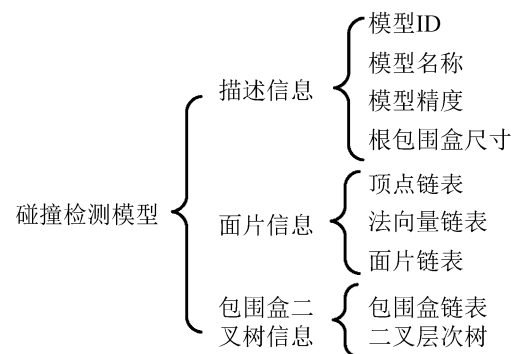 碰撞检测模型
描述信息
模型ID
模型名称
模型精度
根包围盒尺寸
面片信息
顶点链表
法向量链表
面片链表
包围盒二
叉树信息
包围盒链表
二叉层次树